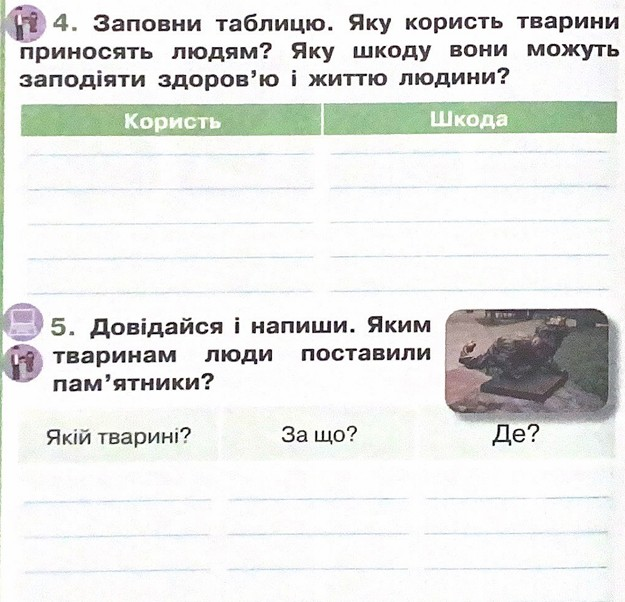 4. Заповни таблицю. Яку користь тварини
приносять людям? Яку шкоду вони можуть
заподіяти здоров’ю і життю людини?
Користь
Шкода
5. Довідайся і напиши. Яким
тваринам люди поставили
пам’ятники?
Якій тварині?
За що?
Де?